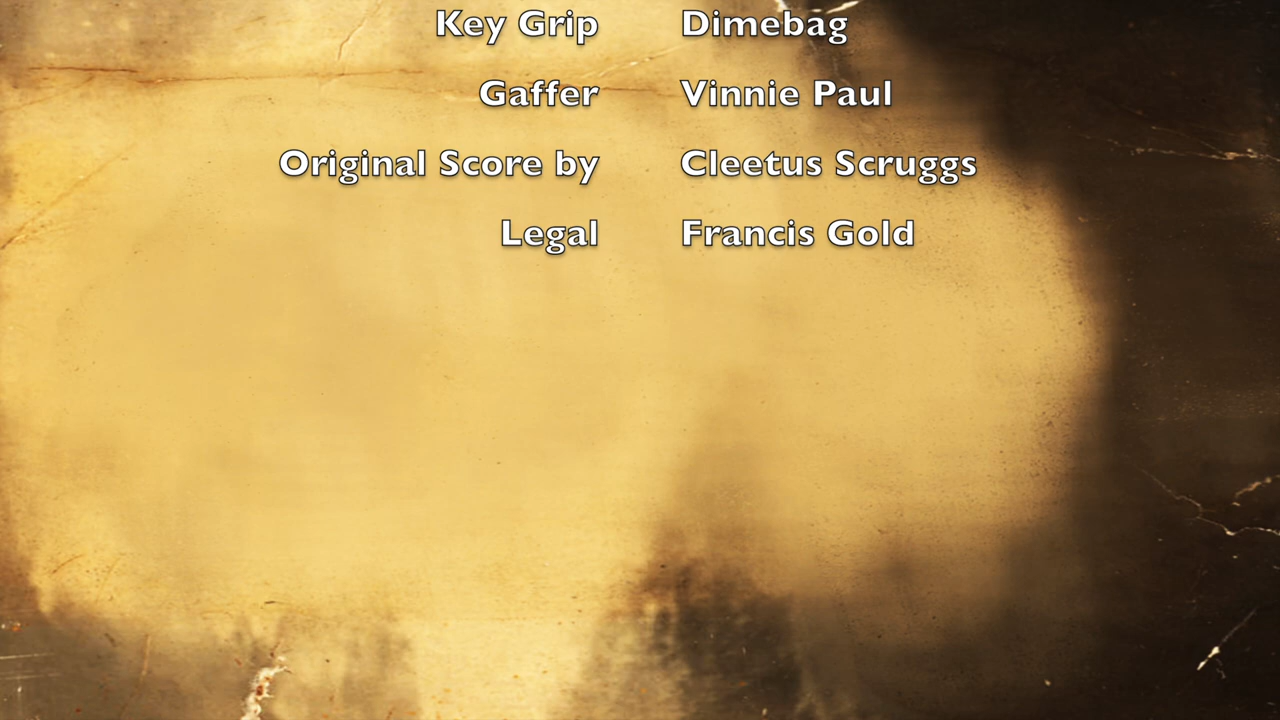 Key Grip Dimebag
Gaffer Vinnie Paul
Original Score by Cleetus Scruggs
Legal Francis Gold